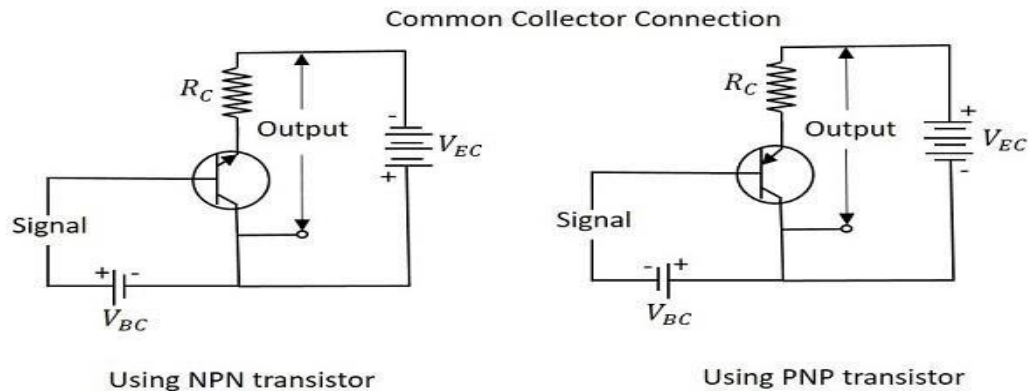 Common Collector Connection
R_C
Output
-
+
V_EC
Signal
+ -
V_BC
Using NPN transistor
R_C
Output
+
-
V_EC
Signal
- +
V_BC
Using PNP transistor